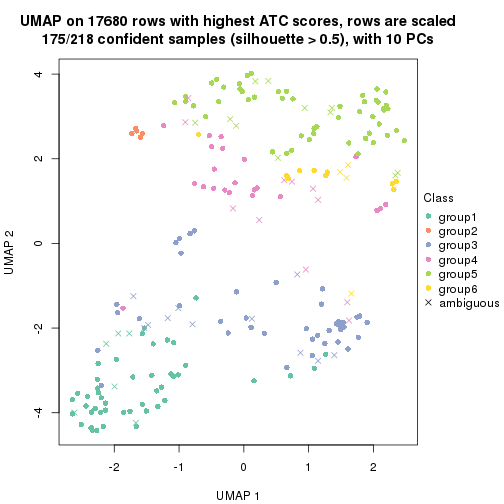 UMAP on 17680 rows with highest ATC scores, rows are scaled
175/218 confident samples (silhouette > 0.5), with 10 PCs
4
2
0
-2
-4
UMAP 2
-2
-1
0
1
2
UMAP 1
Class
group1
group2
group3
group4
group5
group6
ambiguous